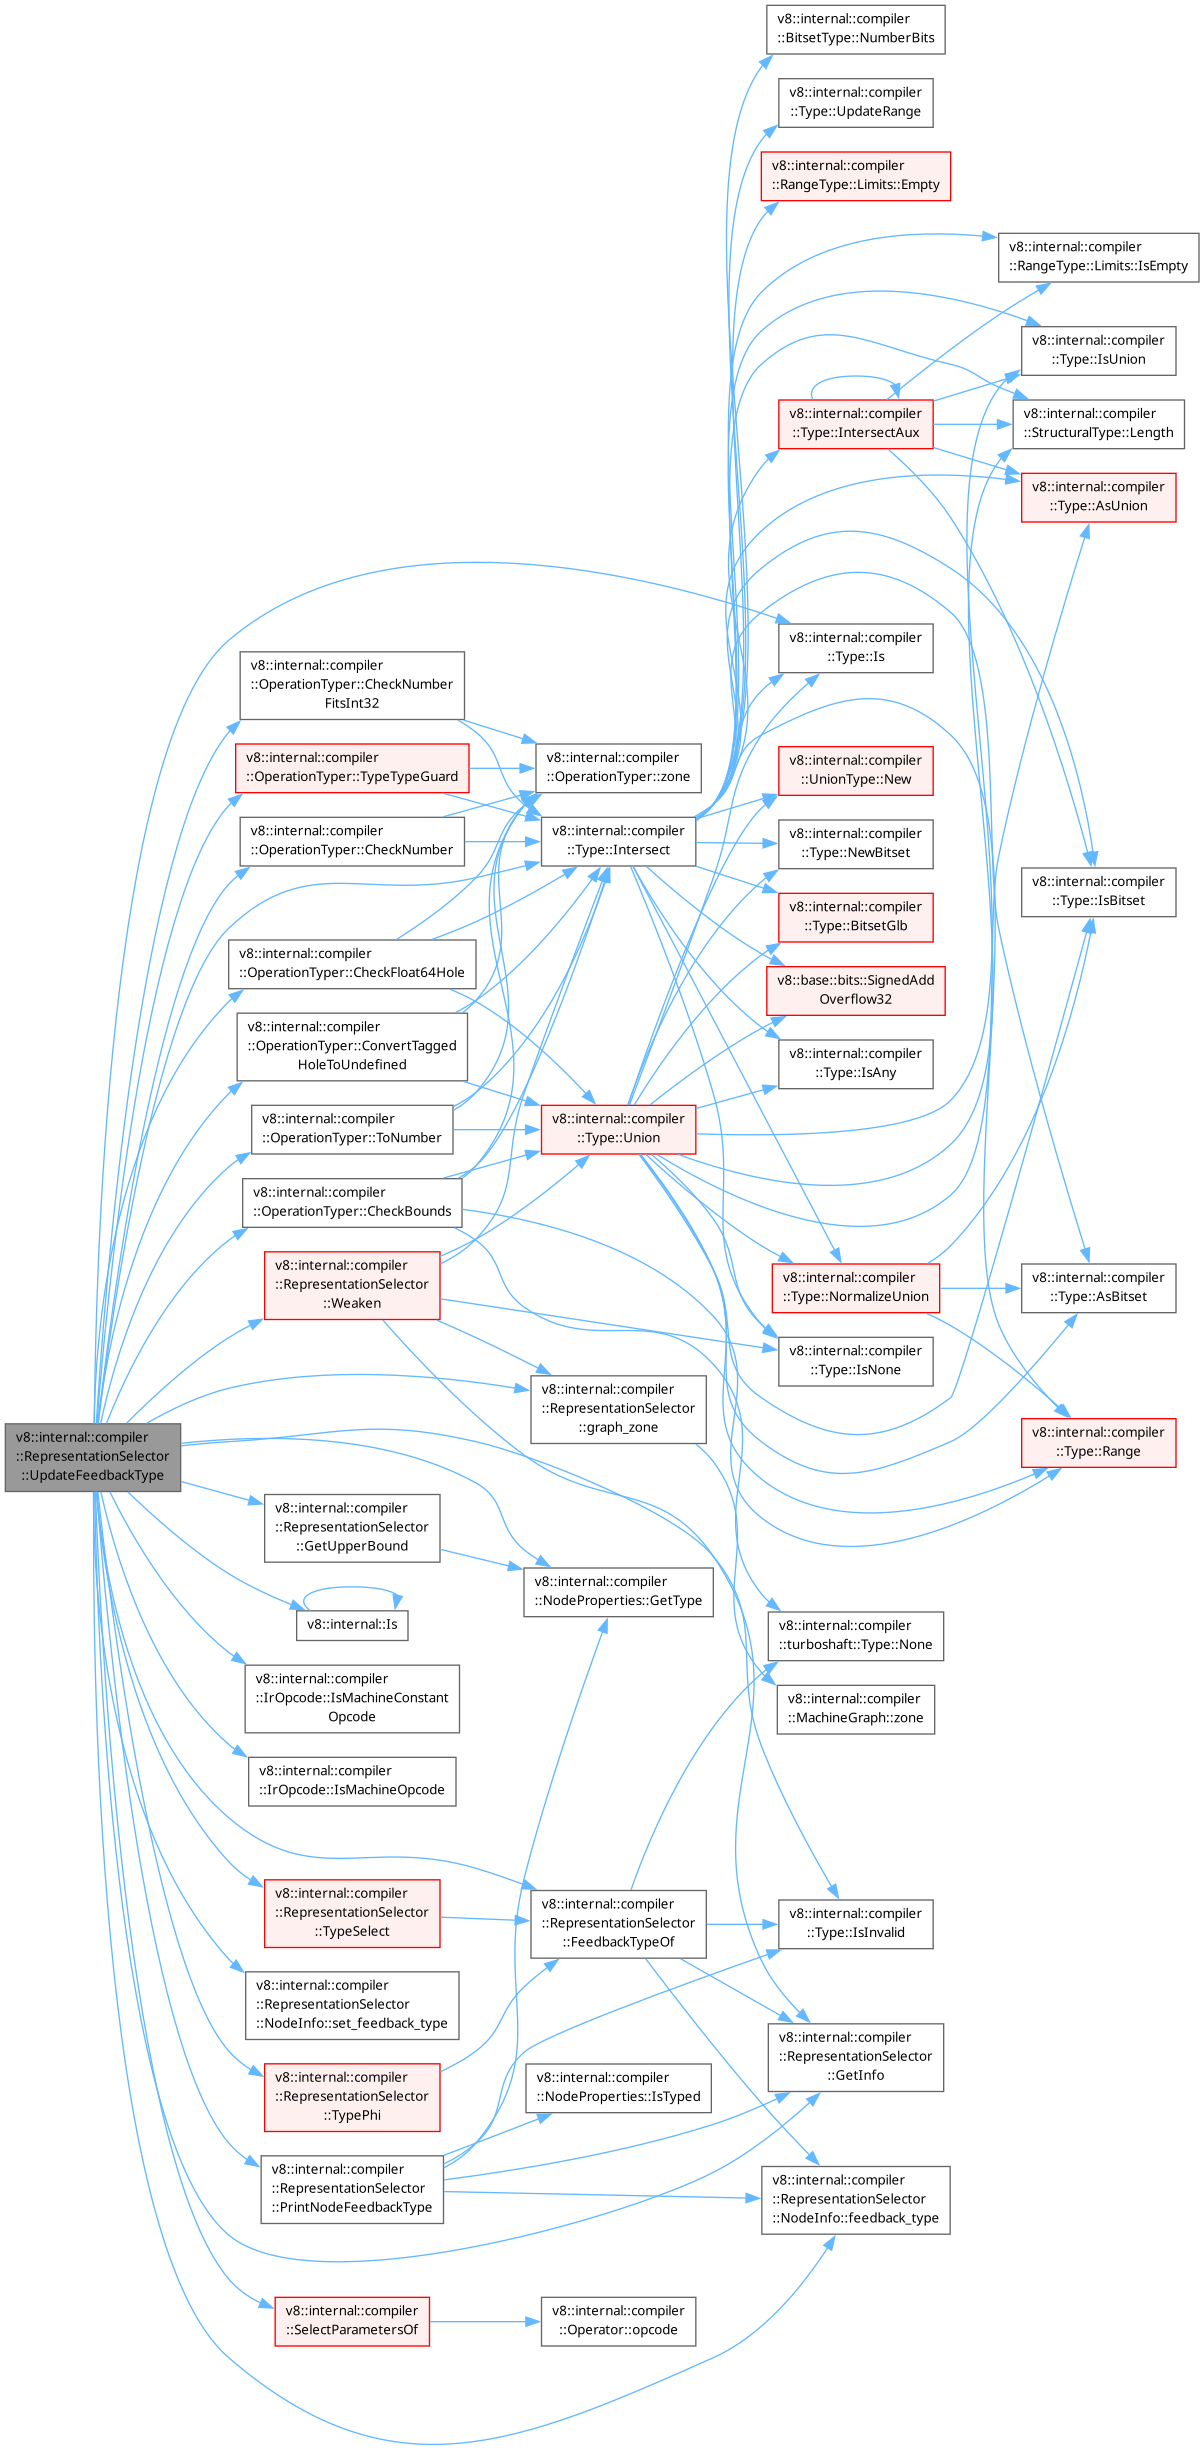 v8::internal::compiler
::BitsetType::NumberBits
v8::internal::compiler
::Type::UpdateRange
v8::internal::compiler
::RangeType::Limits::Empty
v8::internal::compiler
::RangeType::Limits::IsEmpty
v8::internal::compiler
::Type::IsUnion
v8::internal::compiler
::Type::IntersectAux
v8::internal::compiler
::StructuralType::Length
v8::internal::compiler
::Type::AsUnion
v8::internal::compiler
::Type::Is
v8::internal::compiler
::OperationTyper::CheckNumber
FitsInt32
v8::internal::compiler
::OperationTyper::TypeTypeGuard
v8::internal::compiler
::OperationTyper::zone
v8::internal::compiler
::UnionType::New
v8::internal::compiler
::OperationTyper::CheckNumber
v8::internal::compiler
::Type::Intersect
v8::internal::compiler
::Type::NewBitset
v8::internal::compiler
::Type::IsBitset
v8::internal::compiler
::Type::BitsetGlb
v8::internal::compiler
::OperationTyper::CheckFloat64Hole
v8::base::bits::SignedAdd
Overflow32
v8::internal::compiler
::OperationTyper::ConvertTagged
HoleToUndefined
v8::internal::compiler
::Type::IsAny
v8::internal::compiler
::OperationTyper::ToNumber
v8::internal::compiler
::Type::Union
v8::internal::compiler
::OperationTyper::CheckBounds
v8::internal::compiler
::RepresentationSelector
::Weaken
v8::internal::compiler
::Type::NormalizeUnion
v8::internal::compiler
::Type::AsBitset
v8::internal::compiler
::Type::IsNone
v8::internal::compiler
::RepresentationSelector
::graph_zone
v8::internal::compiler
::Type::Range
v8::internal::compiler
::RepresentationSelector
::UpdateFeedbackType
v8::internal::compiler
::RepresentationSelector
::GetUpperBound
v8::internal::compiler
::NodeProperties::GetType
v8::internal::Is
v8::internal::compiler
::turboshaft::Type::None
v8::internal::compiler
::IrOpcode::IsMachineConstant
Opcode
v8::internal::compiler
::MachineGraph::zone
v8::internal::compiler
::IrOpcode::IsMachineOpcode
v8::internal::compiler
::RepresentationSelector
::TypeSelect
v8::internal::compiler
::RepresentationSelector
::FeedbackTypeOf
v8::internal::compiler
::Type::IsInvalid
v8::internal::compiler
::RepresentationSelector
::NodeInfo::set_feedback_type
v8::internal::compiler
::RepresentationSelector
::GetInfo
v8::internal::compiler
::RepresentationSelector
::TypePhi
v8::internal::compiler
::NodeProperties::IsTyped
v8::internal::compiler
::RepresentationSelector
::PrintNodeFeedbackType
v8::internal::compiler
::RepresentationSelector
::NodeInfo::feedback_type
v8::internal::compiler
::SelectParametersOf
v8::internal::compiler
::Operator::opcode